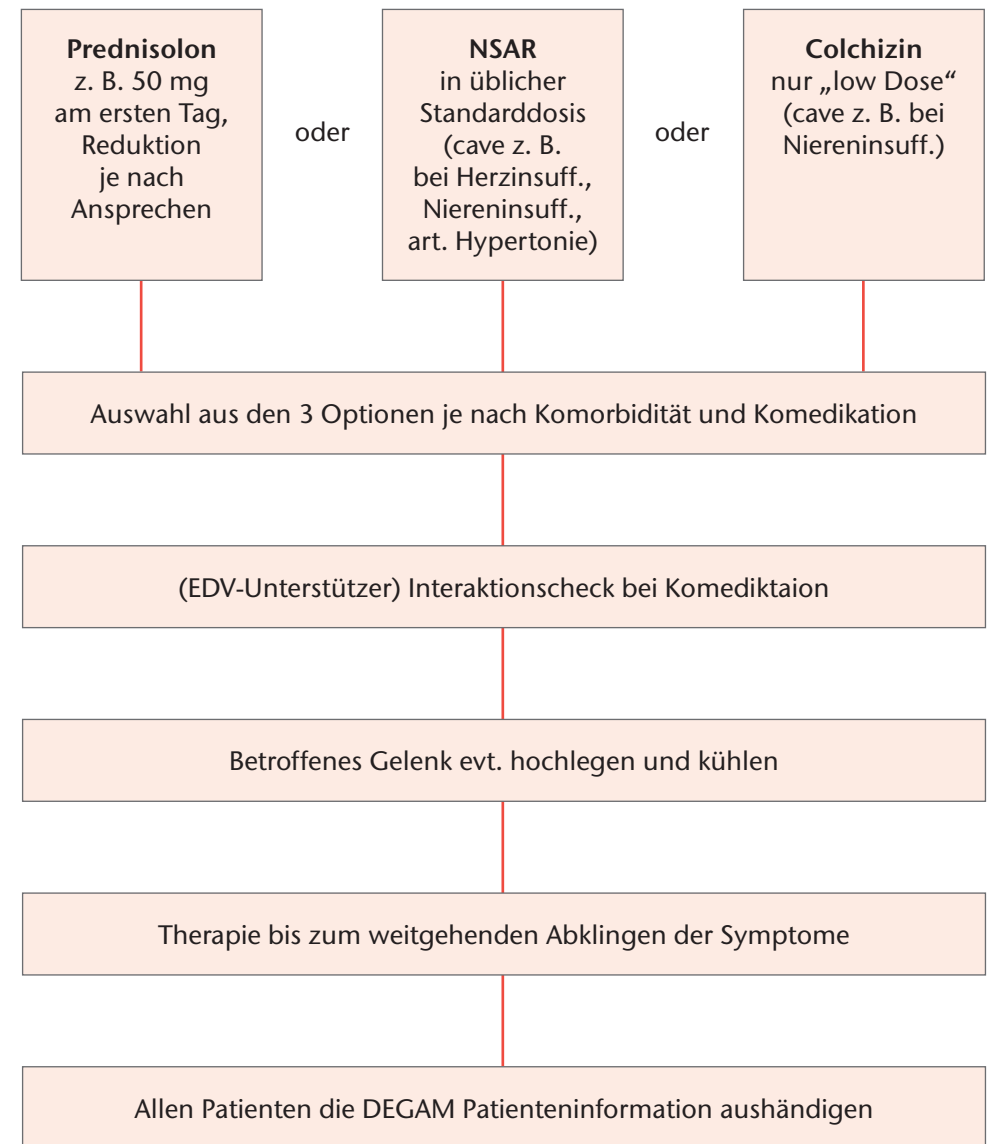 Prednisolon
z. B. 50 mg
am ersten Tag,
Reduktion
je nach
Ansprechen
oder
NSAR
in üblicher
Standarddosis
(cave z. B.
bei Herzinsuff.,
Niereninsuff.,
art. Hypertonie)
oder
Colchizin
nur „low Dose“
(cave z. B. bei
Niereninsuff.)
Auswahl aus den 3 Optionen je nach Komorbidität und Komedikation
(EDV-Unterstützer) Interaktionscheck bei Komediktaion
Betroffenes Gelenk evt. hochlegen und kühlen
Therapie bis zum weitgehenden Abklingen der Symptome
Allen Patienten die DEGAM Patienteninformation aushändigen